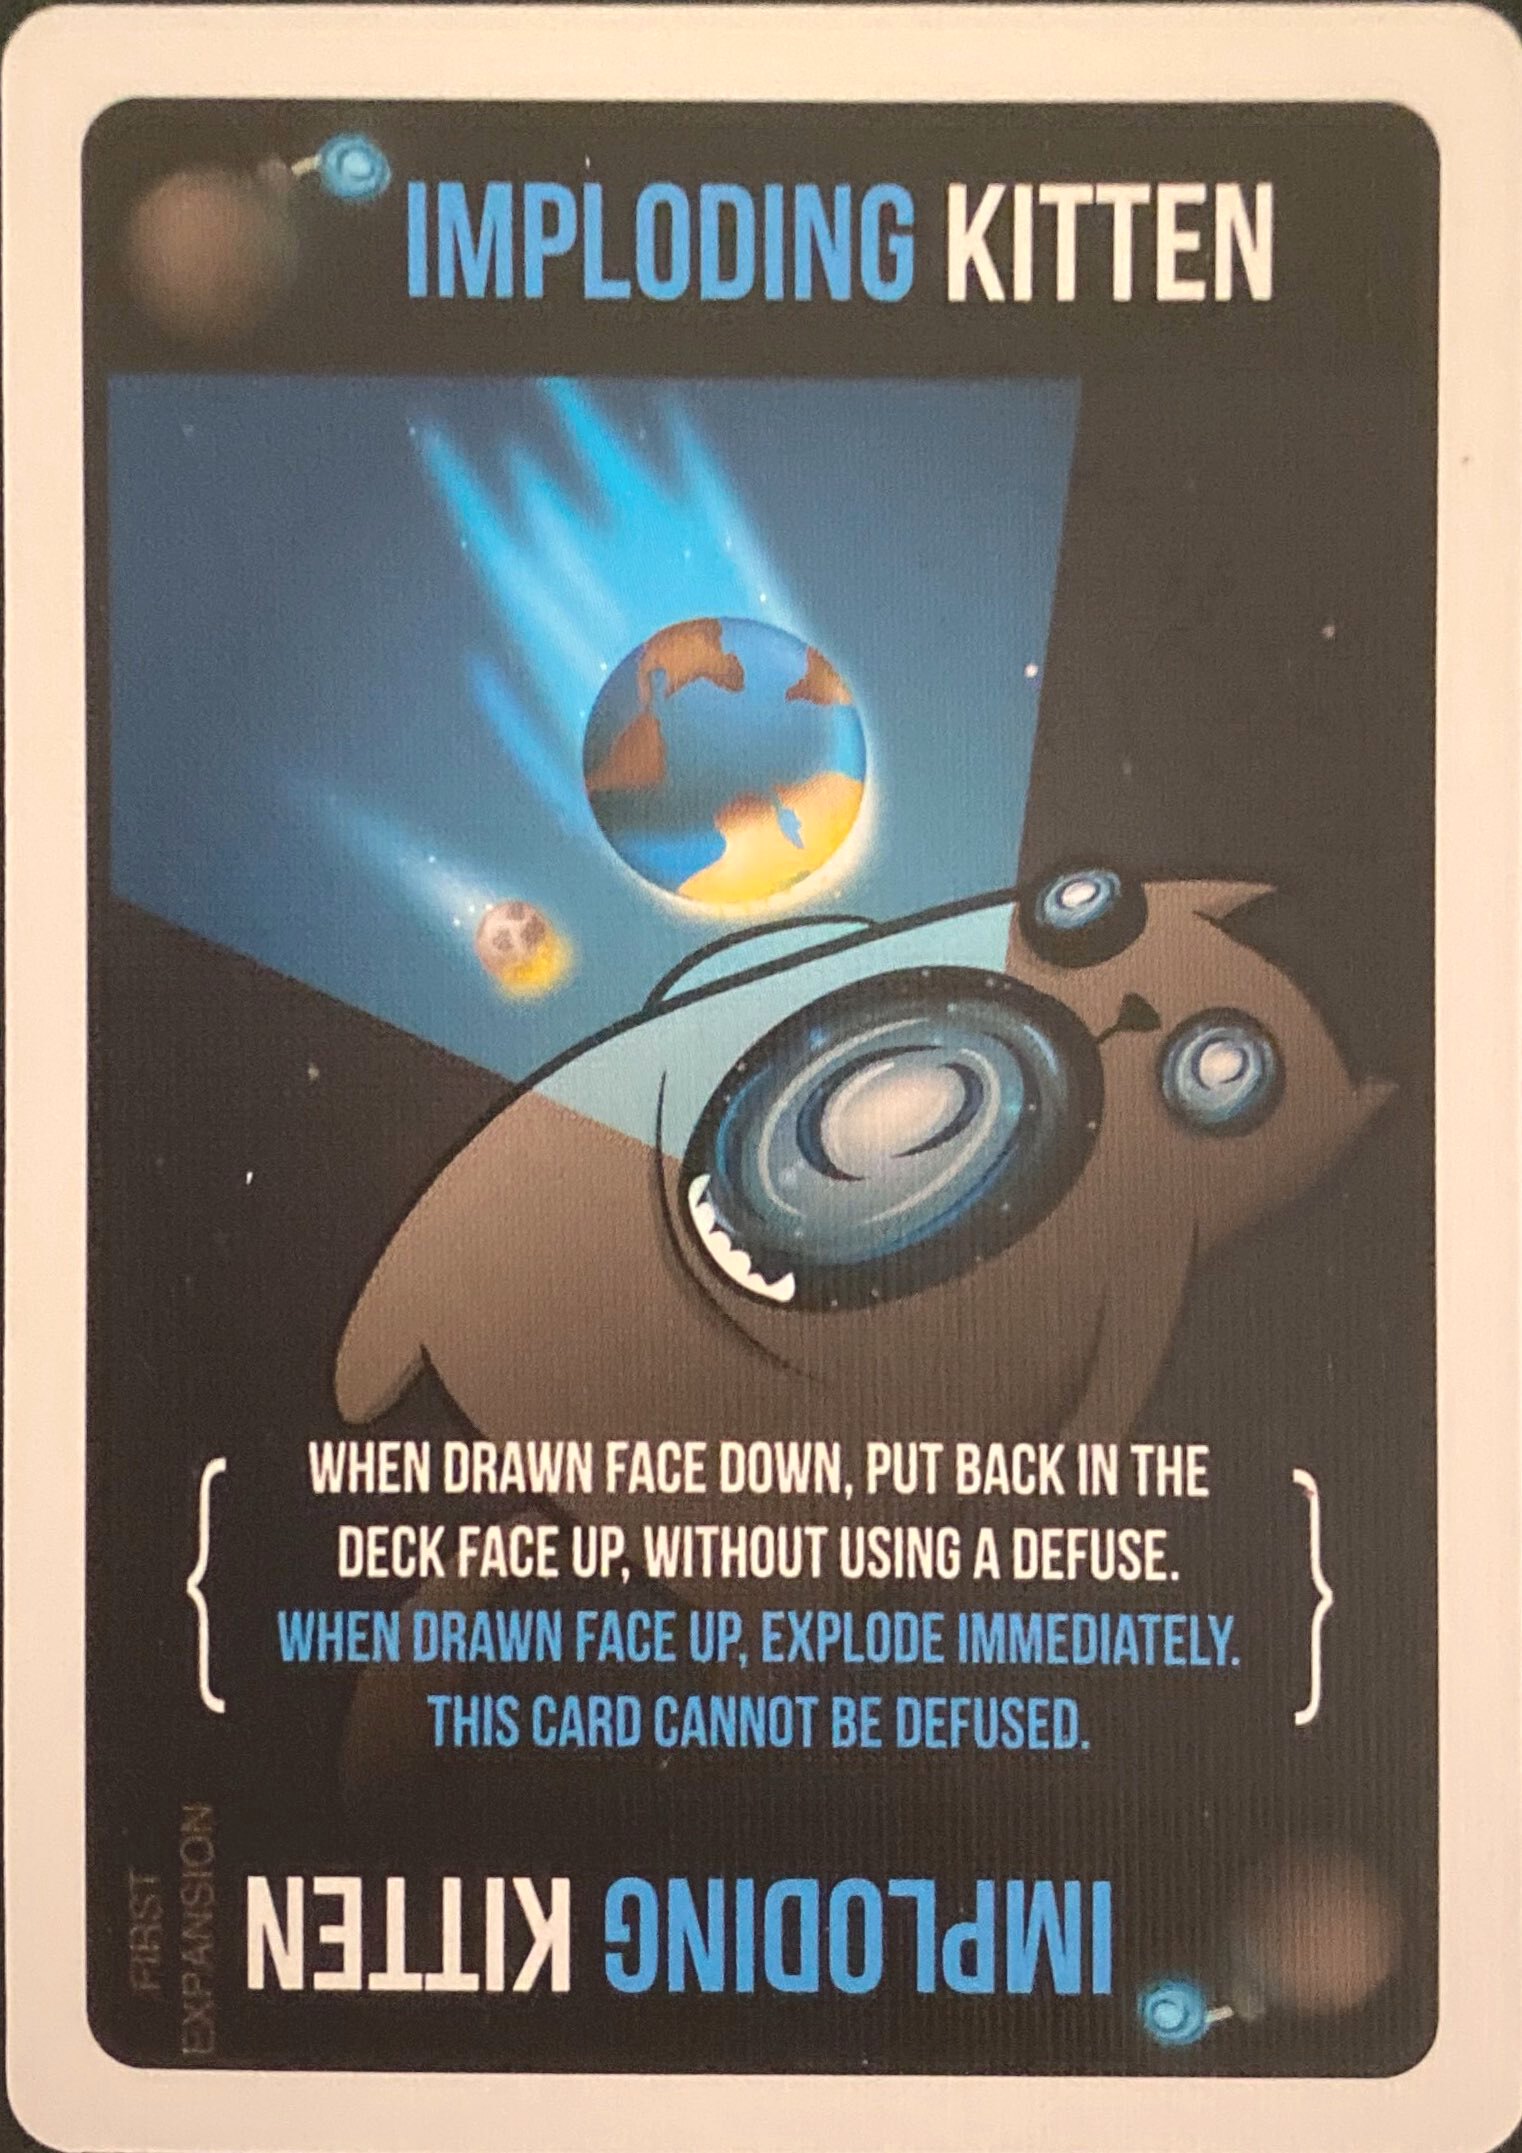 IMPLODING KITTEN
WHEN DRAWN FACE DOWN, PUT BACK IN THE
DECK FACE UP, WITHOUT USING A DEFUSE.
WHEN DRAWN FACE UP, EXPLODE IMMEDIATELY.
THIS CARD CANNOT BE DEFUSED.
FIRST
EXPANSION
IMPLODING KITTEN